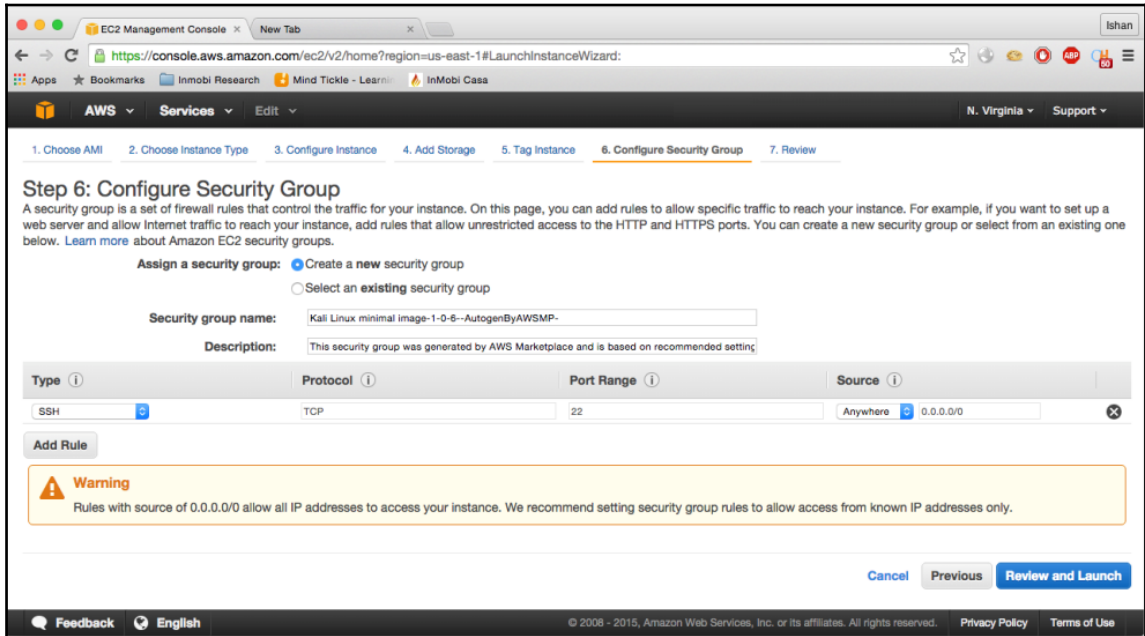 EC2 Management Console
New Tab
Ishan
https://console.aws.amazon.com/ec2/v2/home?region=us-east-1#LaunchInstanceWizard:
ABP
50
Apps Bookmarks Inmobi Research Mind Tickle - Learnin InMobi Casa
AWS Services Edit N. Virginia Support
1. Choose AMI 2. Choose Instance Type 3. Configure Instance 4. Add Storage 5. Tag Instance 6. Configure Security Group 7. Review
Step 6: Configure Security Group
A security group is a set of firewall rules that control the traffic for your instance. On this page, you can add rules to allow specific traffic to reach your instance. For example, if you want to set up a
web server and allow Internet traffic to reach your instance, add rules that allow unrestricted access to the HTTP and HTTPS ports. You can create a new security group or select from an existing one
below. Learn more about Amazon EC2 security groups.
Assign a security group: Create a new security group
Select an existing security group
Security group name: Kali Linux minimal image-1-0-6--AutogenByAWSMP-
Description: This security group was generated by AWS Marketplace and is based on recommended setting
Type Protocol Port Range Source
SSH TCP 22 Anywhere 0.0.0.0/0
Add Rule
Warning
Rules with source of 0.0.0.0/0 allow all IP addresses to access your instance. We recommend setting security group rules to allow access from known IP addresses only.
Cancel Previous Review and Launch
Feedback English © 2008 - 2015, Amazon Web Services, Inc. or its affiliates. All rights reserved. Privacy Policy Terms of Use